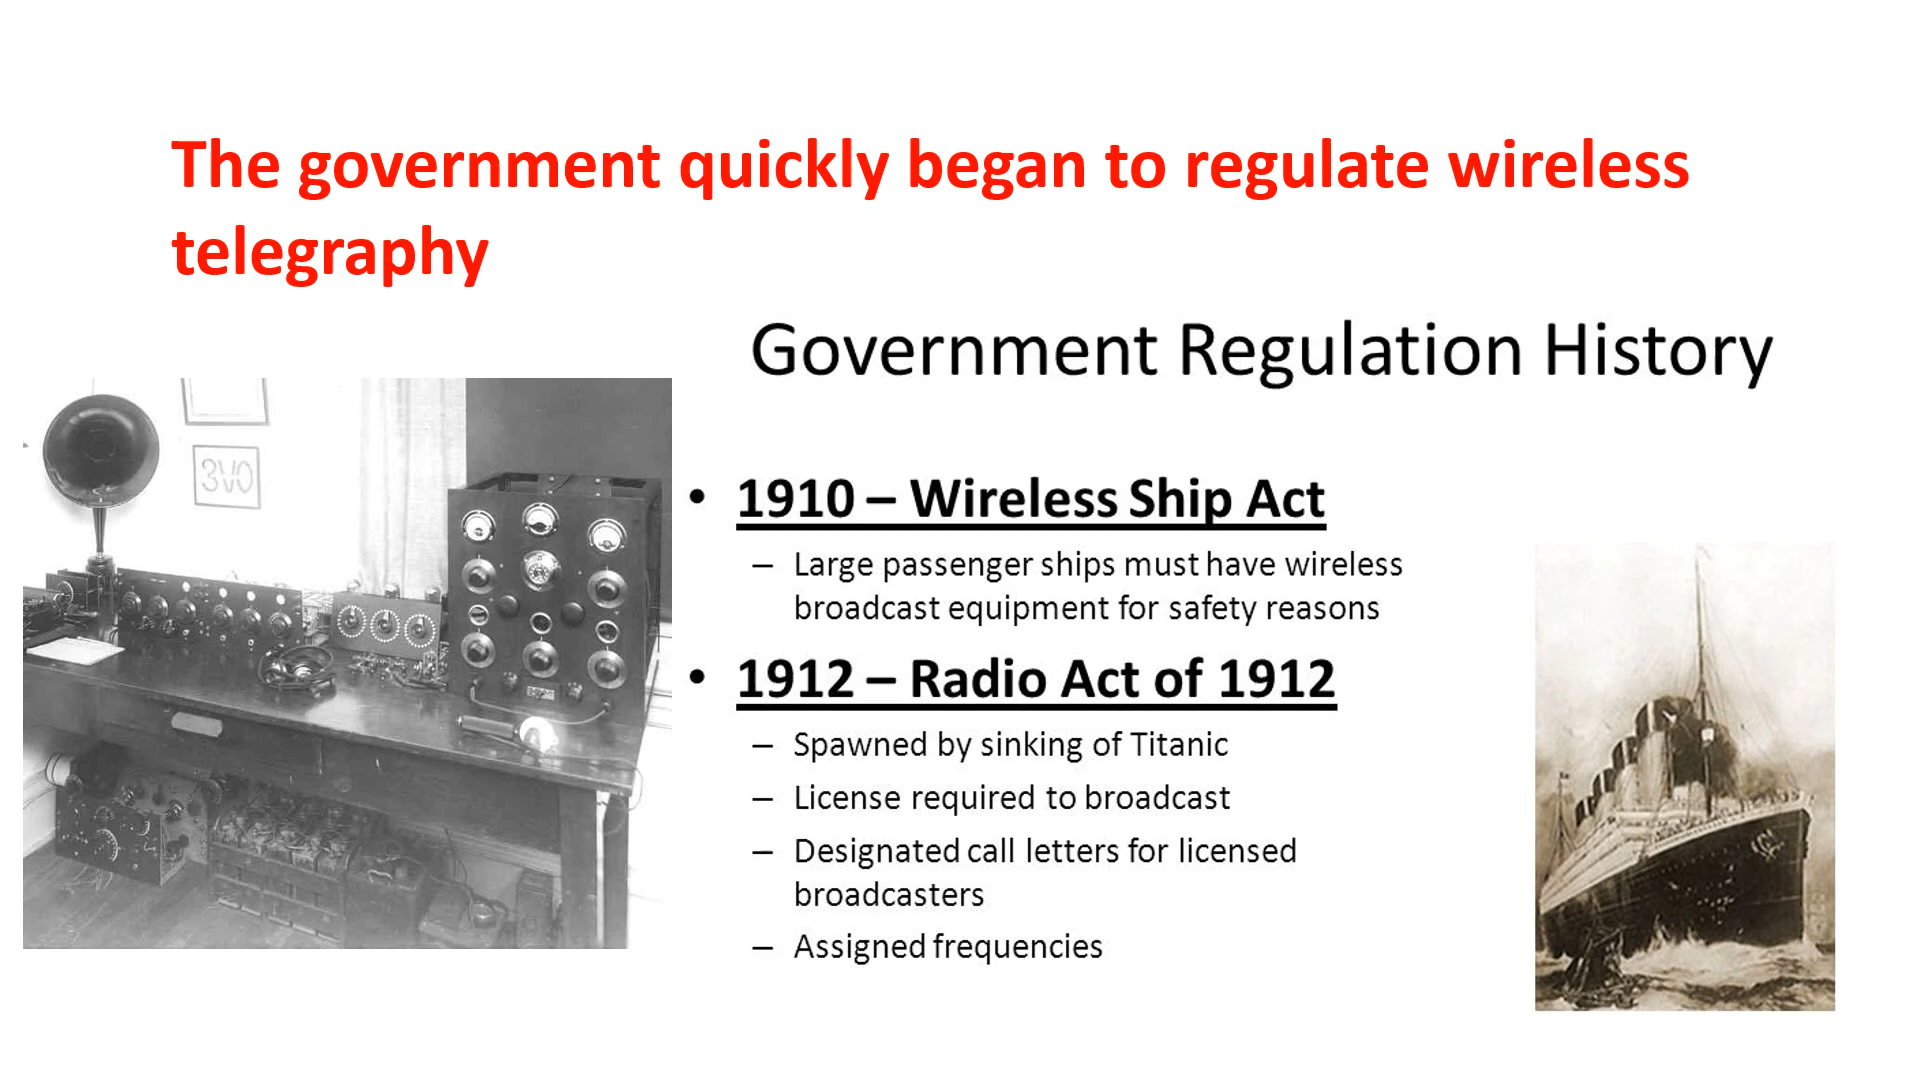 The government quickly began to regulate wireless
telegraphy
Government Regulation History
3VO
• 1910 – Wireless Ship Act
– Large passenger ships must have wireless
broadcast equipment for safety reasons
• 1912 – Radio Act of 1912
– Spawned by sinking of Titanic
– License required to broadcast
– Designated call letters for licensed
broadcasters
– Assigned frequencies